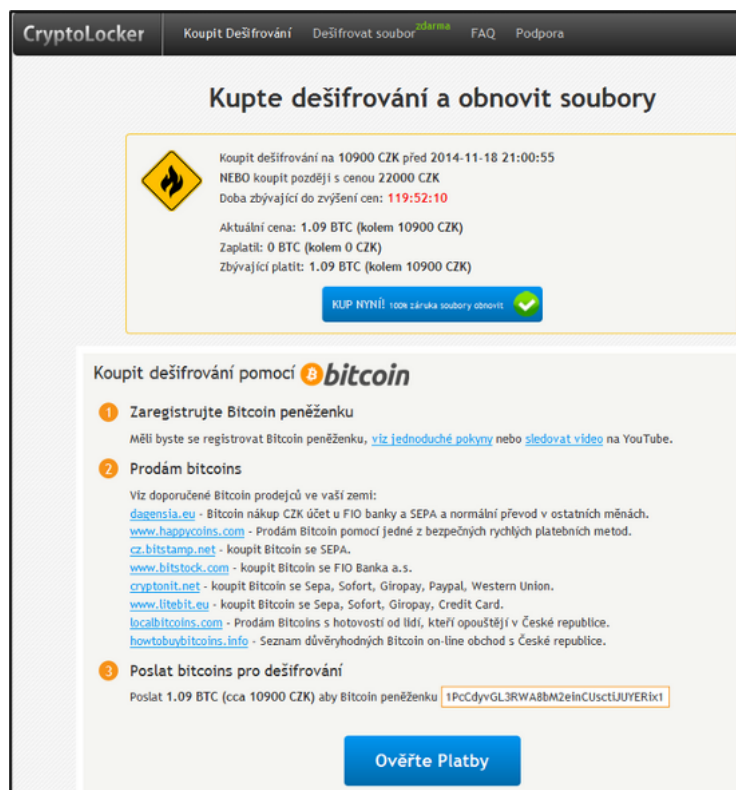 CryptoLocker Koupit Dešifrování Dešifrovat soubor zdarma FAQ Podpora
Kupte dešifrování a obnovit soubory
Koupit dešifrování na 10900 CZK před 2014-11-18 21:00:55
NEBO koupit později s cenou 22000 CZK
Doba zbývající do zvýšení cen: 119:52:10
Aktuální cena: 1.09 BTC (kolem 10900 CZK)
Zaplatil: 0 BTC (kolem 0 CZK)
Zbývající platit: 1.09 BTC (kolem 10900 CZK)
KUP NYNÍ! 100% záruka soubory obnovit
Koupit dešifrování pomocí bitcoin
1 Zaregistrujte Bitcoin peněženku
Měli byste se registrovat Bitcoin peněženku, viz jednoduché pokyny nebo sledovat video na YouTube.
2 Prodám bitcoins
Viz doporučené Bitcoin prodejců ve vaší zemi:
dagensia.eu - Bitcoin nákup CZK účet u FIO banky a SEPA a normální převod v ostatních měnách.
www.happycoins.com - Prodám Bitcoin pomocí jedné z bezpečných rychlých platebních metod.
cz.bitstamp.net - koupit Bitcoin se SEPA.
www.bitstock.com - koupit Bitcoin se FIO Banka a.s.
cryptonit.net - koupit Bitcoin se Sepa, Sofort, Giropay, Paypal, Western Union.
www.litebit.eu - koupit Bitcoin se Sepa, Sofort, Giropay, Credit Card.
localbitcoins.com - Prodám Bitcoins s hotovostí od lidí, kteří opouštějí v České republice.
howtobuybitcoins.info - Seznam důvěryhodných Bitcoin on-line obchod s České republice.
3 Poslat bitcoins pro dešifrování
Poslat 1.09 BTC (cca 10900 CZK) aby Bitcoin peněženku 1PcCdyvGL3RWA8bM2einCUsctiJUYERix1
Ověřte Platby